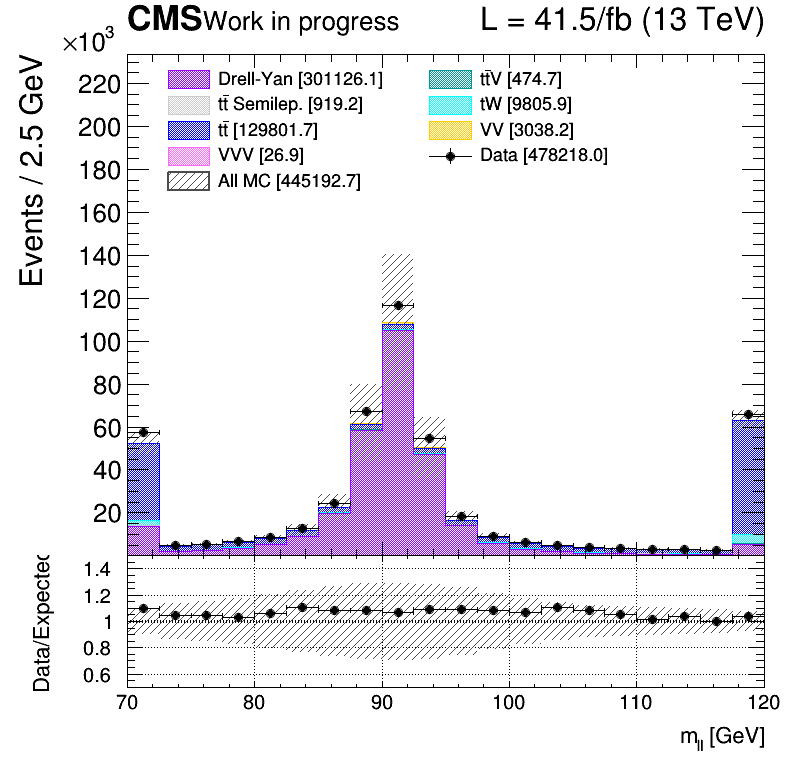 CMS Work in progress L = 41.5/fb (13 TeV)
×10³
Events / 2.5 GeV
220
200
180
160
140
120
100
80
60
40
20
Drell-Yan [301126.1]
tt̄ Semilep. [919.2]
tt̄ [129801.7]
VVV [26.9]
All MC [445192.7]
tt̄V [474.7]
tW [9805.9]
VV [3038.2]
Data [478218.0]
Data/Expected
1.4
1.2
1
0.8
0.6
70 80 90 100 110 120
m_ll [GeV]